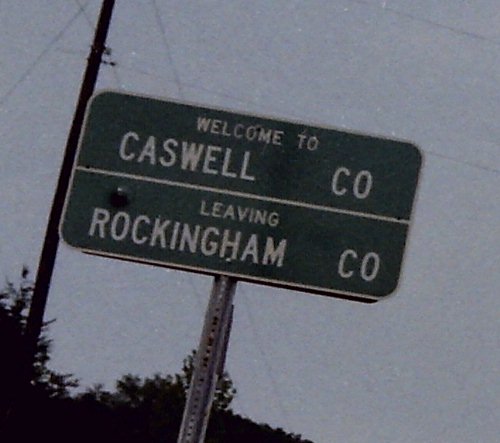 WELCOME TO
CASWELL CO
LEAVING
ROCKINGHAM CO